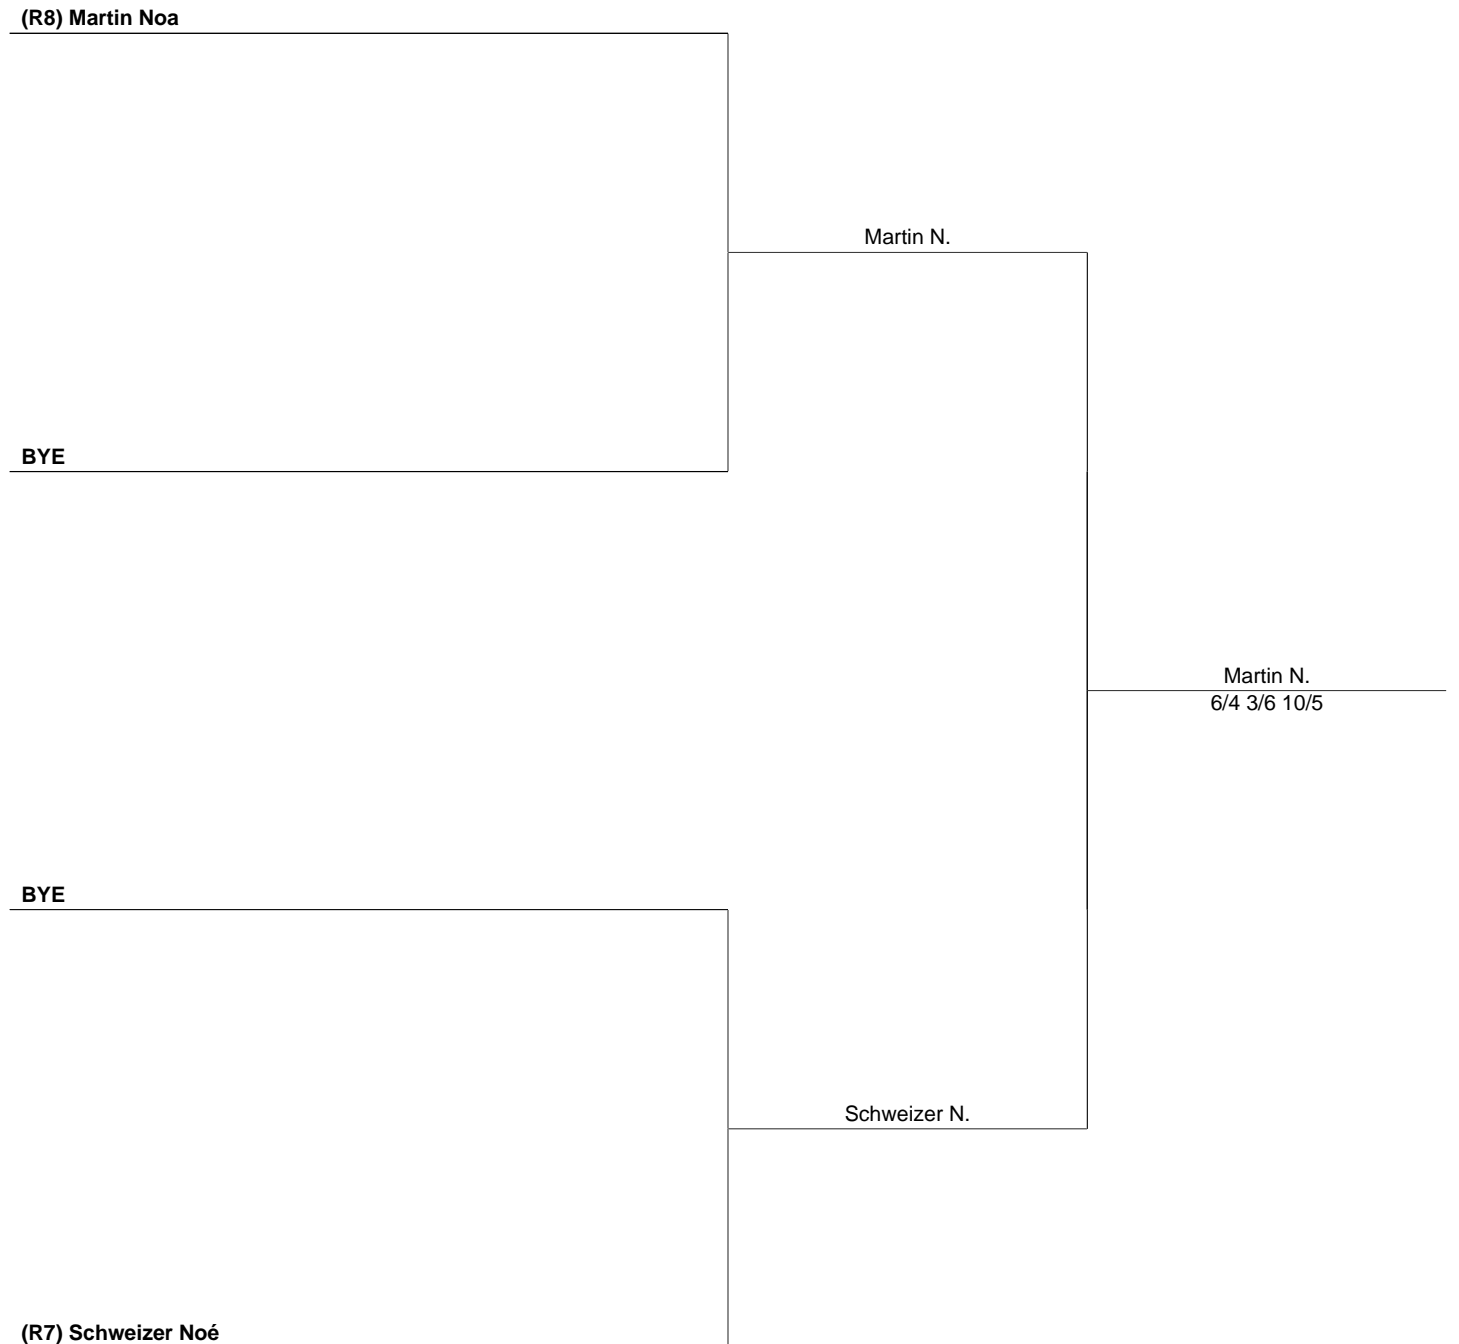 (R8) Martin Noa
Martin N.
BYE
Martin N.
6/4 3/6 10/5
BYE
Schweizer N.
(R7) Schweizer Noé